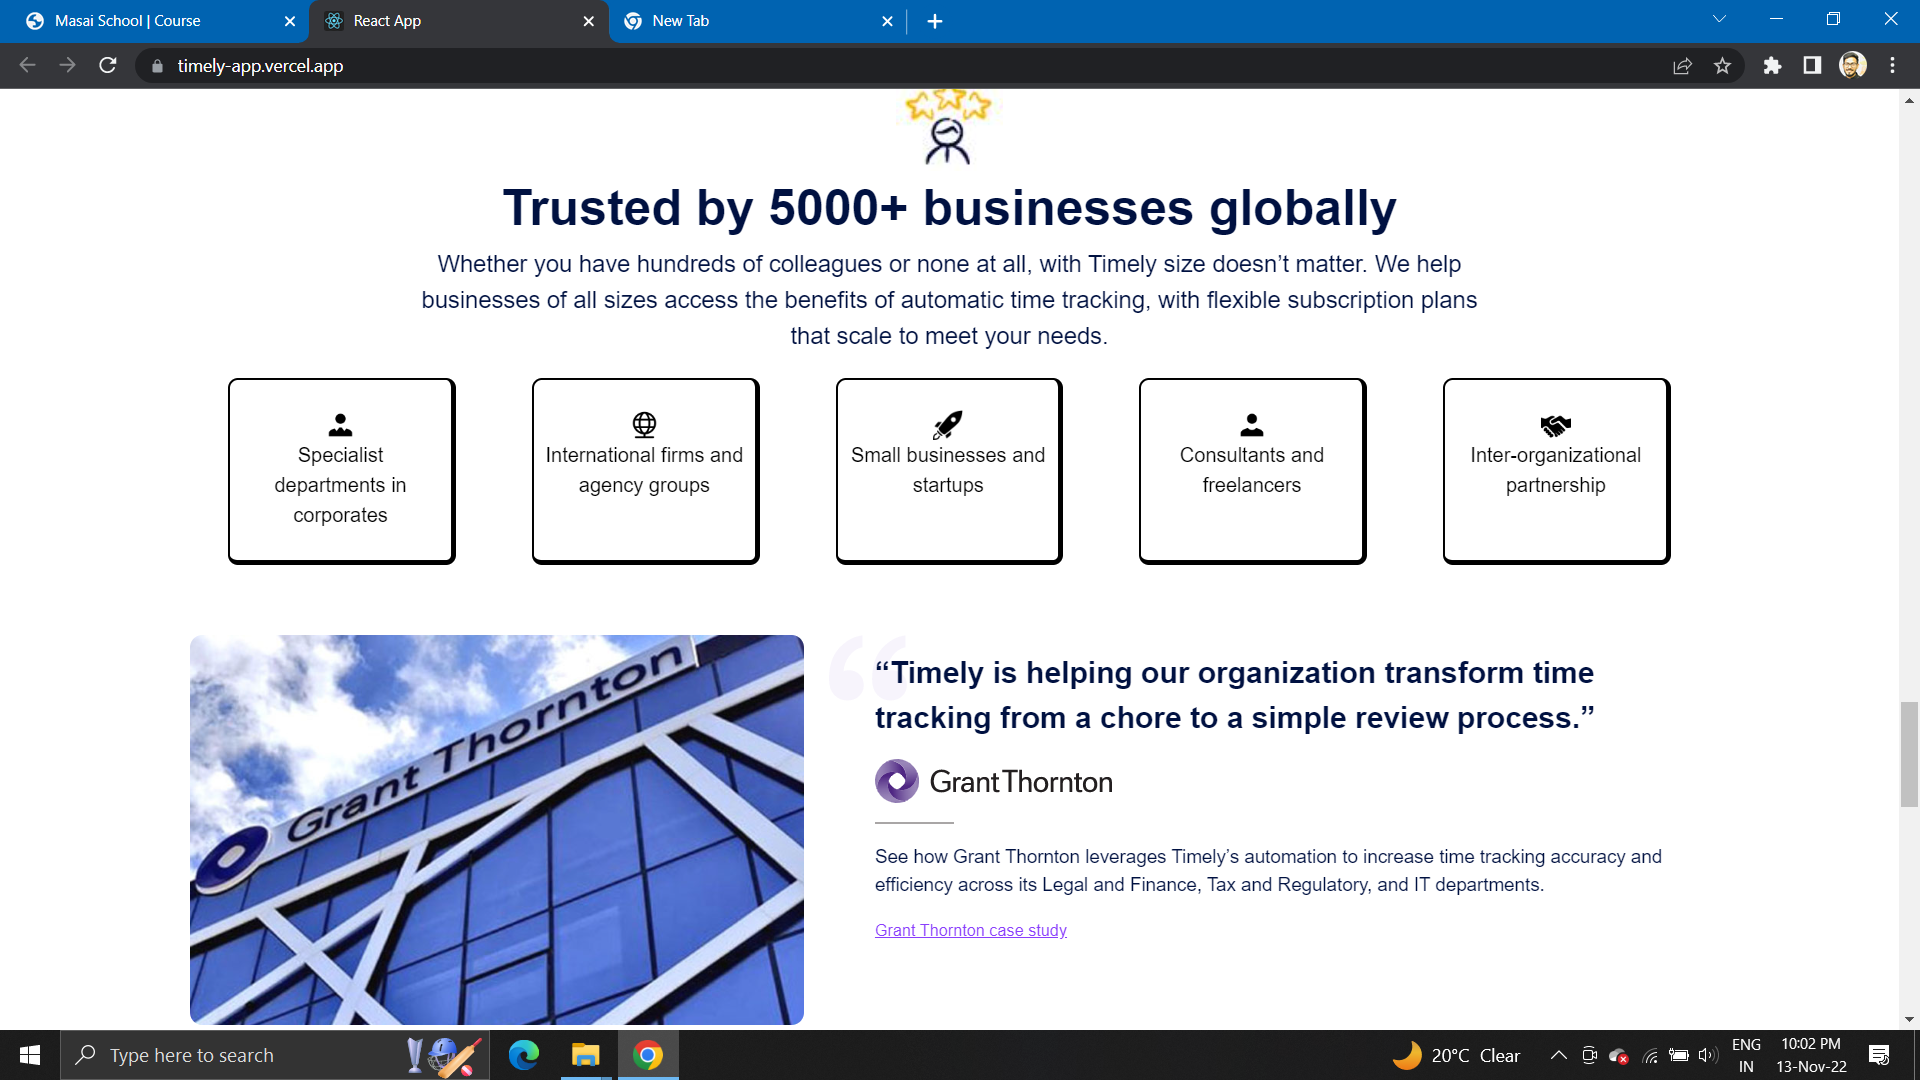 Masai School | Course
React App
New Tab
timely-app.vercel.app
Trusted by 5000+ businesses globally
Whether you have hundreds of colleagues or none at all, with Timely size doesn’t matter. We help
businesses of all sizes access the benefits of automatic time tracking, with flexible subscription plans
that scale to meet your needs.
Specialist
departments in
corporates
International firms and
agency groups
Small businesses and
startups
Consultants and
freelancers
Inter-organizational
partnership
Grant Thornton
“Timely is helping our organization transform time
tracking from a chore to a simple review process.”
Grant Thornton
See how Grant Thornton leverages Timely’s automation to increase time tracking accuracy and
efficiency across its Legal and Finance, Tax and Regulatory, and IT departments.
Grant Thornton case study
Type here to search
20°C Clear
ENG
IN
10:02 PM
13-Nov-22